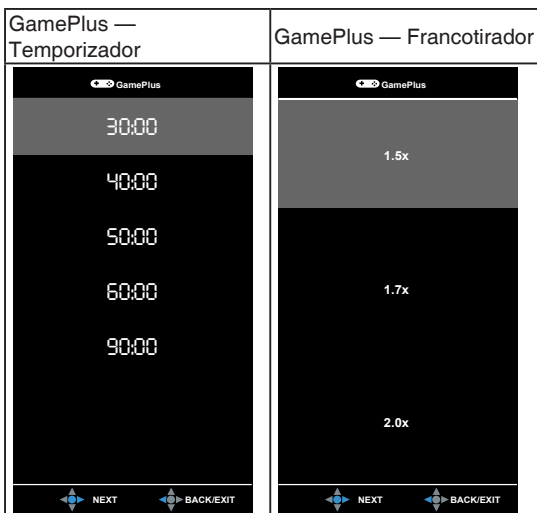 GamePlus —
Temporizador
GamePlus — Francotirador
GamePlus
30:00
40:00
50:00
60:00
90:00
NEXT BACK/EXIT
GamePlus
1.5x
1.7x
2.0x
NEXT BACK/EXIT